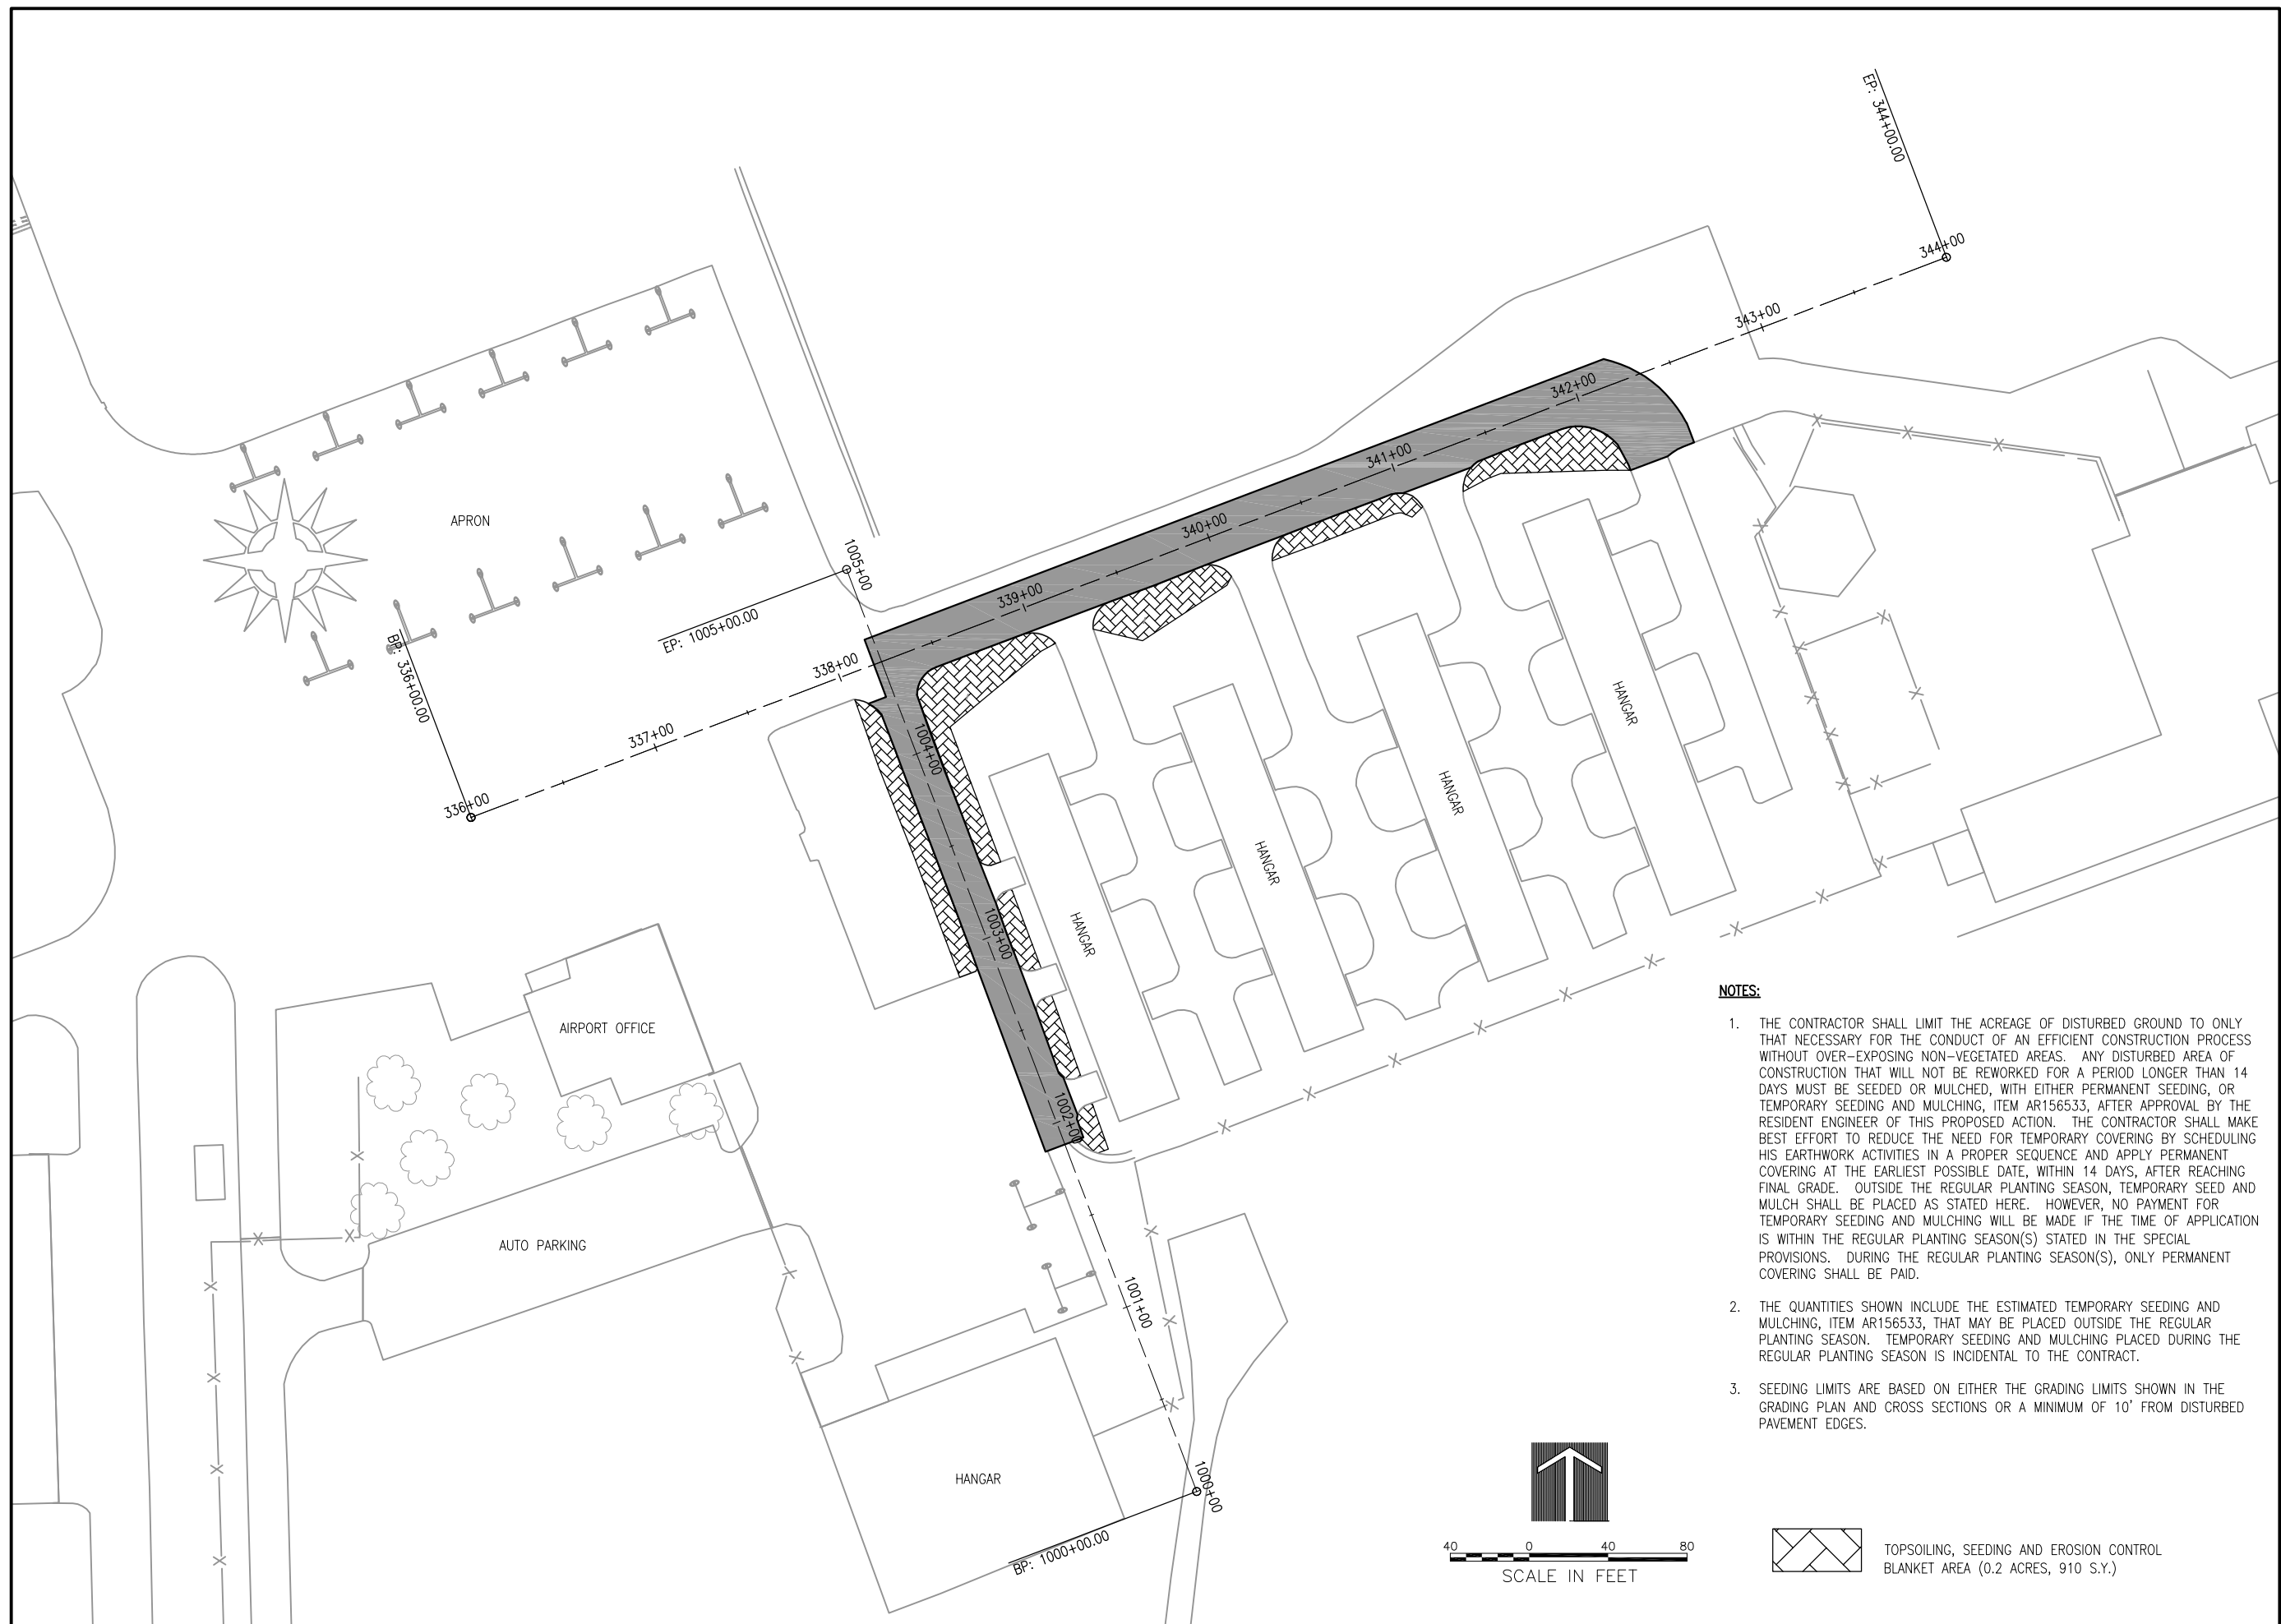 EP: 344+00.00
344+00
343+00
342+00
341+00
340+00
339+00
338+00
337+00
336+00
BP: 336+00.00
APRON
1005+00
EP: 1005+00.00
1004+00
1003+00
1002+00
1001+00
1000+00
BP: 1000+00.00
HANGAR
HANGAR
HANGAR
HANGAR
AIRPORT OFFICE
AUTO PARKING
HANGAR
NOTES:
1. THE CONTRACTOR SHALL LIMIT THE ACREAGE OF DISTURBED GROUND TO ONLY
THAT NECESSARY FOR THE CONDUCT OF AN EFFICIENT CONSTRUCTION PROCESS
WITHOUT OVER-EXPOSING NON-VEGETATED AREAS. ANY DISTURBED AREA OF
CONSTRUCTION THAT WILL NOT BE REWORKED FOR A PERIOD LONGER THAN 14
DAYS MUST BE SEEDED OR MULCHED, WITH EITHER PERMANENT SEEDING, OR
TEMPORARY SEEDING AND MULCHING, ITEM AR156533, AFTER APPROVAL BY THE
RESIDENT ENGINEER OF THIS PROPOSED ACTION. THE CONTRACTOR SHALL MAKE
BEST EFFORT TO REDUCE THE NEED FOR TEMPORARY COVERING BY SCHEDULING
HIS EARTHWORK ACTIVITIES IN A PROPER SEQUENCE AND APPLY PERMANENT
COVERING AT THE EARLIEST POSSIBLE DATE, WITHIN 14 DAYS, AFTER REACHING
FINAL GRADE. OUTSIDE THE REGULAR PLANTING SEASON, TEMPORARY SEED AND
MULCH SHALL BE PLACED AS STATED HERE. HOWEVER, NO PAYMENT FOR
TEMPORARY SEEDING AND MULCHING WILL BE MADE IF THE TIME OF APPLICATION
IS WITHIN THE REGULAR PLANTING SEASON(S) STATED IN THE SPECIAL
PROVISIONS. DURING THE REGULAR PLANTING SEASON(S), ONLY PERMANENT
COVERING SHALL BE PAID.
2. THE QUANTITIES SHOWN INCLUDE THE ESTIMATED TEMPORARY SEEDING AND
MULCHING, ITEM AR156533, THAT MAY BE PLACED OUTSIDE THE REGULAR
PLANTING SEASON. TEMPORARY SEEDING AND MULCHING PLACED DURING THE
REGULAR PLANTING SEASON IS INCIDENTAL TO THE CONTRACT.
3. SEEDING LIMITS ARE BASED ON EITHER THE GRADING LIMITS SHOWN IN THE
GRADING PLAN AND CROSS SECTIONS OR A MINIMUM OF 10' FROM DISTURBED
PAVEMENT EDGES.
40 0 40 80
SCALE IN FEET
TOPSOILING, SEEDING AND EROSION CONTROL
BLANKET AREA (0.2 ACRES, 910 S.Y.)